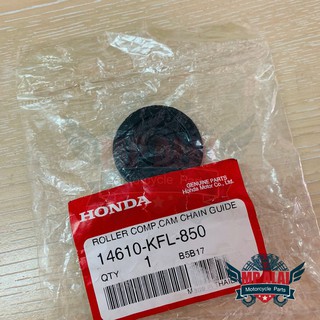 GENUINE PARTS
Honda Motor Co., Ltd.
HONDA
ROLLER COMP,CAM CHAIN GUIDE
14610-KFL-850
QTY 1 B5B17
Motorcycle Parts